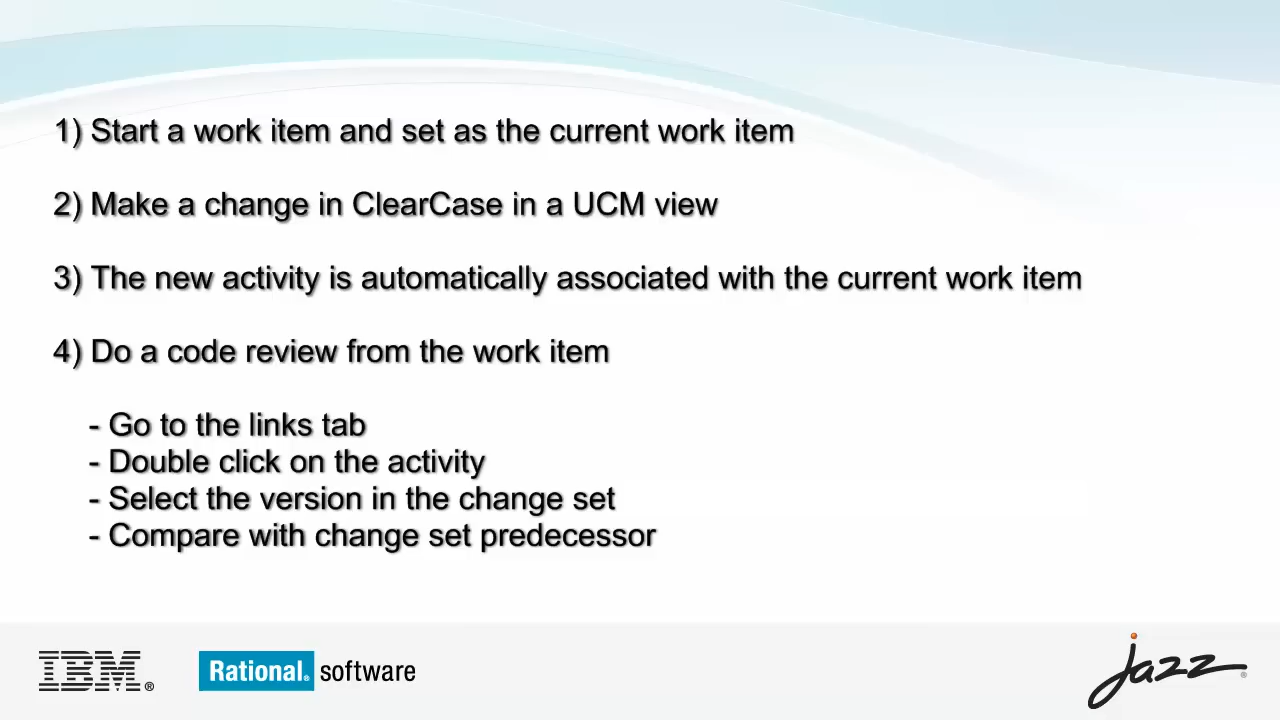 1) Start a work item and set as the current work item
2) Make a change in ClearCase in a UCM view
3) The new activity is automatically associated with the current work item
4) Do a code review from the work item
- Go to the links tab
- Double click on the activity
- Select the version in the change set
- Compare with change set predecessor
IBM® Rational® software jazz®